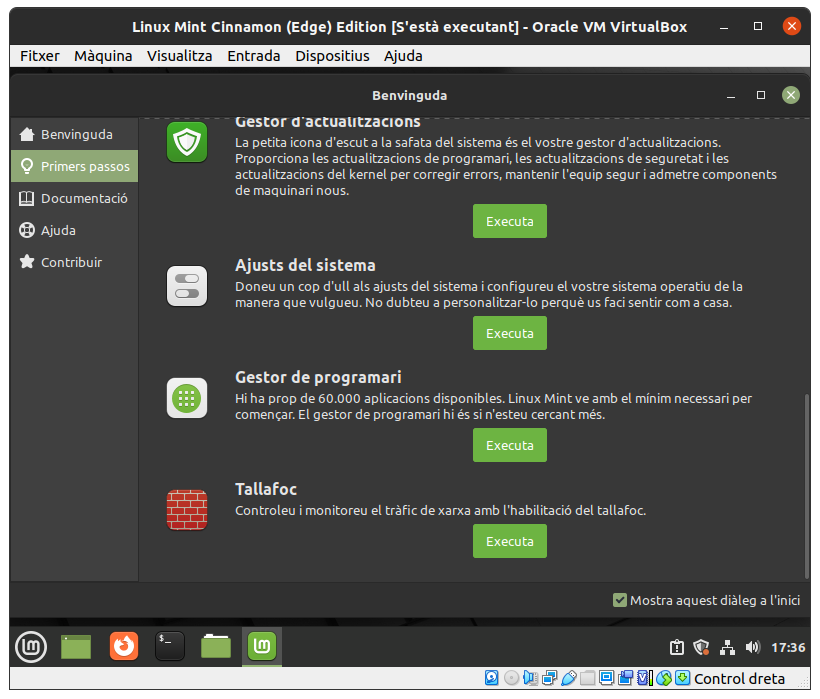 Linux Mint Cinnamon (Edge) Edition [S'està executant] - Oracle VM VirtualBox
Fitxer Màquina Visualitza Entrada Dispositius Ajuda
Benvinguda
Benvinguda
Primers passos
Documentació
Ajuda
Contribuir
Gestor d'actualitzacions
La petita icona d'escut a la safata del sistema és el vostre gestor d'actualitzacions.
Proporciona les actualitzacions de programari, les actualitzacions de seguretat i les
actualitzacions del kernel per corregir errors, mantenir l'equip segur i admetre components
de maquinari nous.
Executa
Ajusts del sistema
Doneu un cop d'ull als ajusts del sistema i configureu el vostre sistema operatiu de la
manera que vulgueu. No dubteu a personalitzar-lo perquè us faci sentir com a casa.
Executa
Gestor de programari
Hi ha prop de 60.000 aplicacions disponibles. Linux Mint ve amb el mínim necessari per
començar. El gestor de programari hi és si n'esteu cercant més.
Executa
Tallafoc
Controleu i monitoreu el tràfic de xarxa amb l'habilitació del tallafoc.
Executa
Mostra aquest diàleg a l'inici
17:36
Control dreta